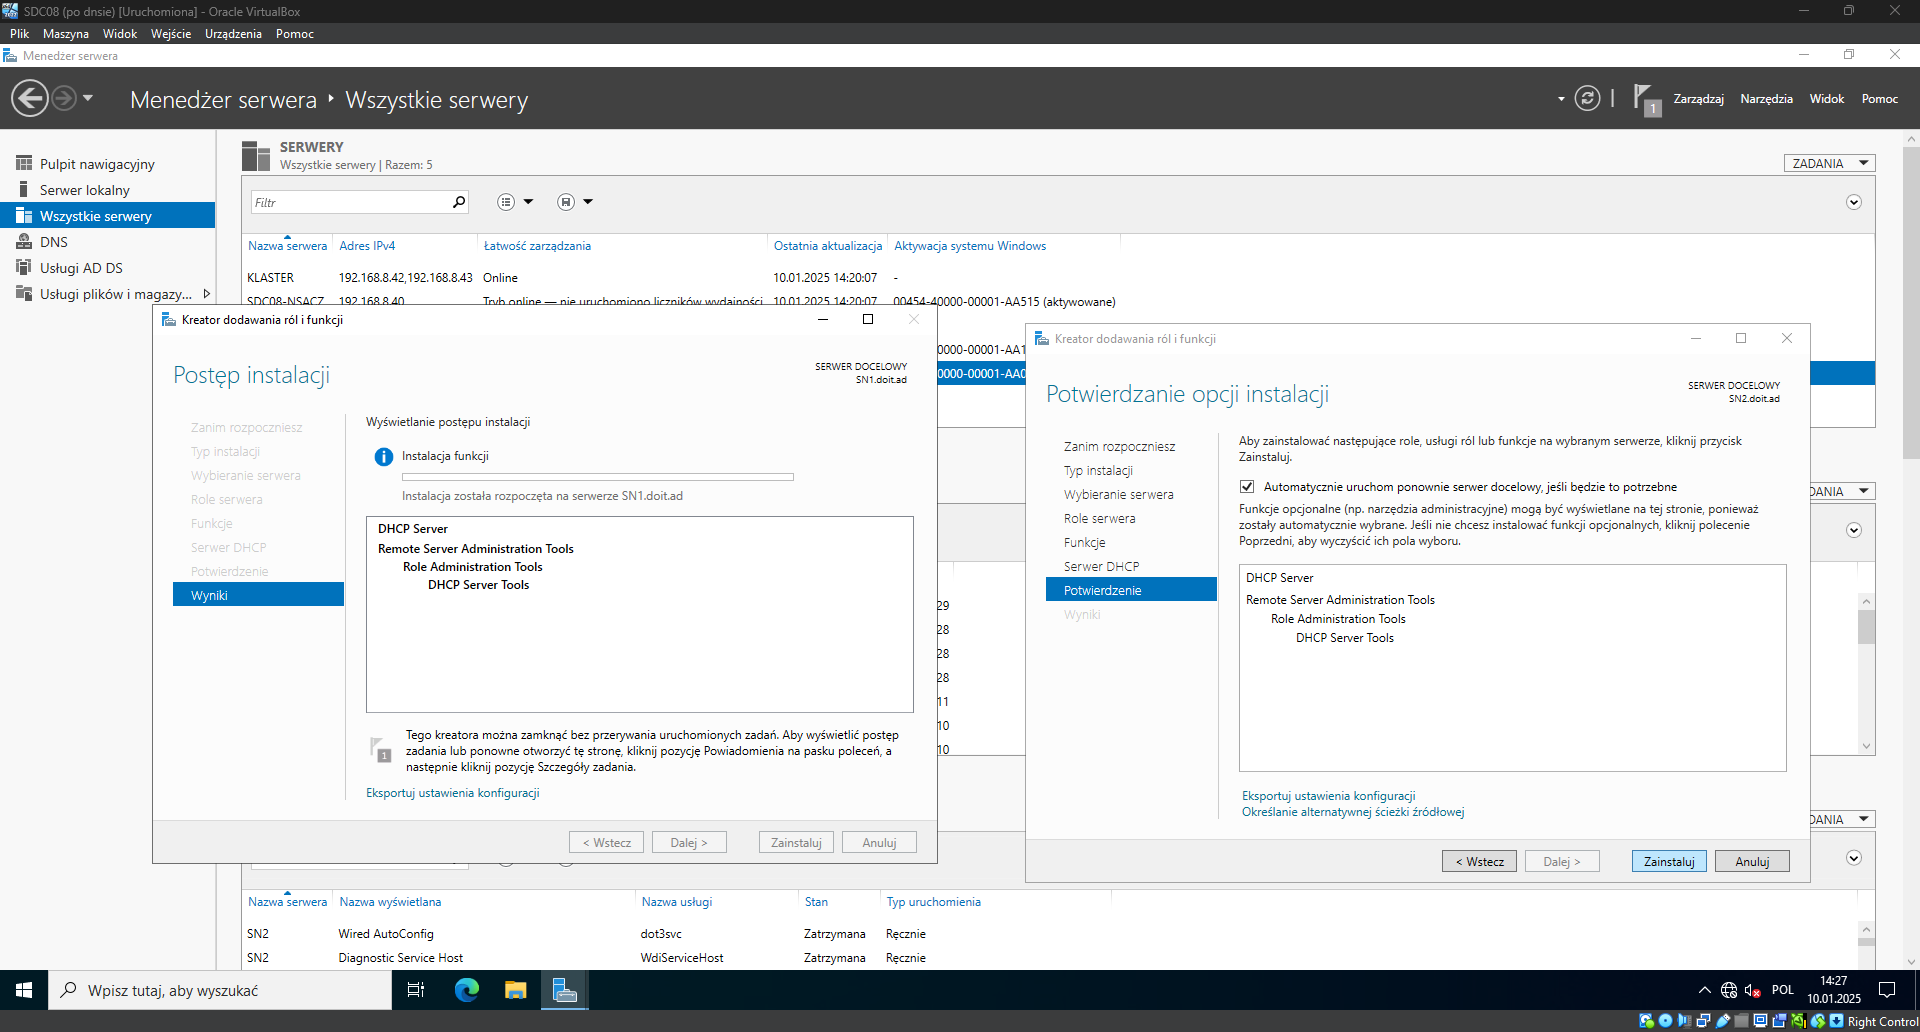 SDC08 (po dnsie) [Uruchomiona] - Oracle VirtualBox
Plik Maszyna Widok Wejście Urządzenia Pomoc
Menedżer serwera
Menedżer serwera Wszystkie serwery
1 Zarządzaj Narzędzia Widok Pomoc
Pulpit nawigacyjny
Serwer lokalny
Wszystkie serwery
DNS
Usługi AD DS
Usługi plików i magazy...
SERWERY
Wszystkie serwery | Razem: 5
ZADANIA
Filtr
Nazwa serwera Adres IPv4 Łatwość zarządzania Ostatnia aktualizacja Aktywacja systemu Windows
KLASTER 192.168.8.42,192.168.8.43 Online 10.01.2025 14:20:07 -
SDC08-NSACZ 192.168.8.40 Tryb online — nie uruchomiono liczników wydajności 10.01.2025 14:20:07 00454-40000-00001-AA515 (aktywowane)
0000-00001-AA1
0000-00001-AA0
Kreator dodawania ról i funkcji
Postęp instalacji
SERWER DOCELOWY
SN1.doit.ad
Zanim rozpoczniesz
Typ instalacji
Wybieranie serwera
Role serwera
Funkcje
Serwer DHCP
Potwierdzenie
Wyniki
Wyświetlanie postępu instalacji
Instalacja funkcji
Instalacja została rozpoczęta na serwerze SN1.doit.ad
DHCP Server
Remote Server Administration Tools
Role Administration Tools
DHCP Server Tools
1
Tego kreatora można zamknąć bez przerywania uruchomionych zadań. Aby wyświetlić postęp
zadania lub ponowne otworzyć tę stronę, kliknij pozycję Powiadomienia na pasku poleceń, a
następnie kliknij pozycję Szczegóły zadania.
Eksportuj ustawienia konfiguracji
< Wstecz Dalej > Zainstaluj Anuluj
29
28
28
28
11
10
10
Kreator dodawania ról i funkcji
Potwierdzanie opcji instalacji
SERWER DOCELOWY
SN2.doit.ad
Zanim rozpoczniesz
Typ instalacji
Wybieranie serwera
Role serwera
Funkcje
Serwer DHCP
Potwierdzenie
Wyniki
Aby zainstalować następujące role, usługi ról lub funkcje na wybranym serwerze, kliknij przycisk
Zainstaluj.
Automatycznie uruchom ponownie serwer docelowy, jeśli będzie to potrzebne
Funkcje opcjonalne (np. narzędzia administracyjne) mogą być wyświetlane na tej stronie, ponieważ
zostały automatycznie wybrane. Jeśli nie chcesz instalować funkcji opcjonalnych, kliknij polecenie
Poprzedni, aby wyczyścić ich pola wyboru.
DHCP Server
Remote Server Administration Tools
Role Administration Tools
DHCP Server Tools
Eksportuj ustawienia konfiguracji
Określanie alternatywnej ścieżki źródłowej
< Wstecz Dalej > Zainstaluj Anuluj
DANIA
DANIA
Nazwa serwera Nazwa wyświetlana Nazwa usługi Stan Typ uruchomienia
SN2 Wired AutoConfig dot3svc Zatrzymana Ręcznie
SN2 Diagnostic Service Host WdiServiceHost Zatrzymana Ręcznie
Wpisz tutaj, aby wyszukać
POL
14:27
10.01.2025
Right Control